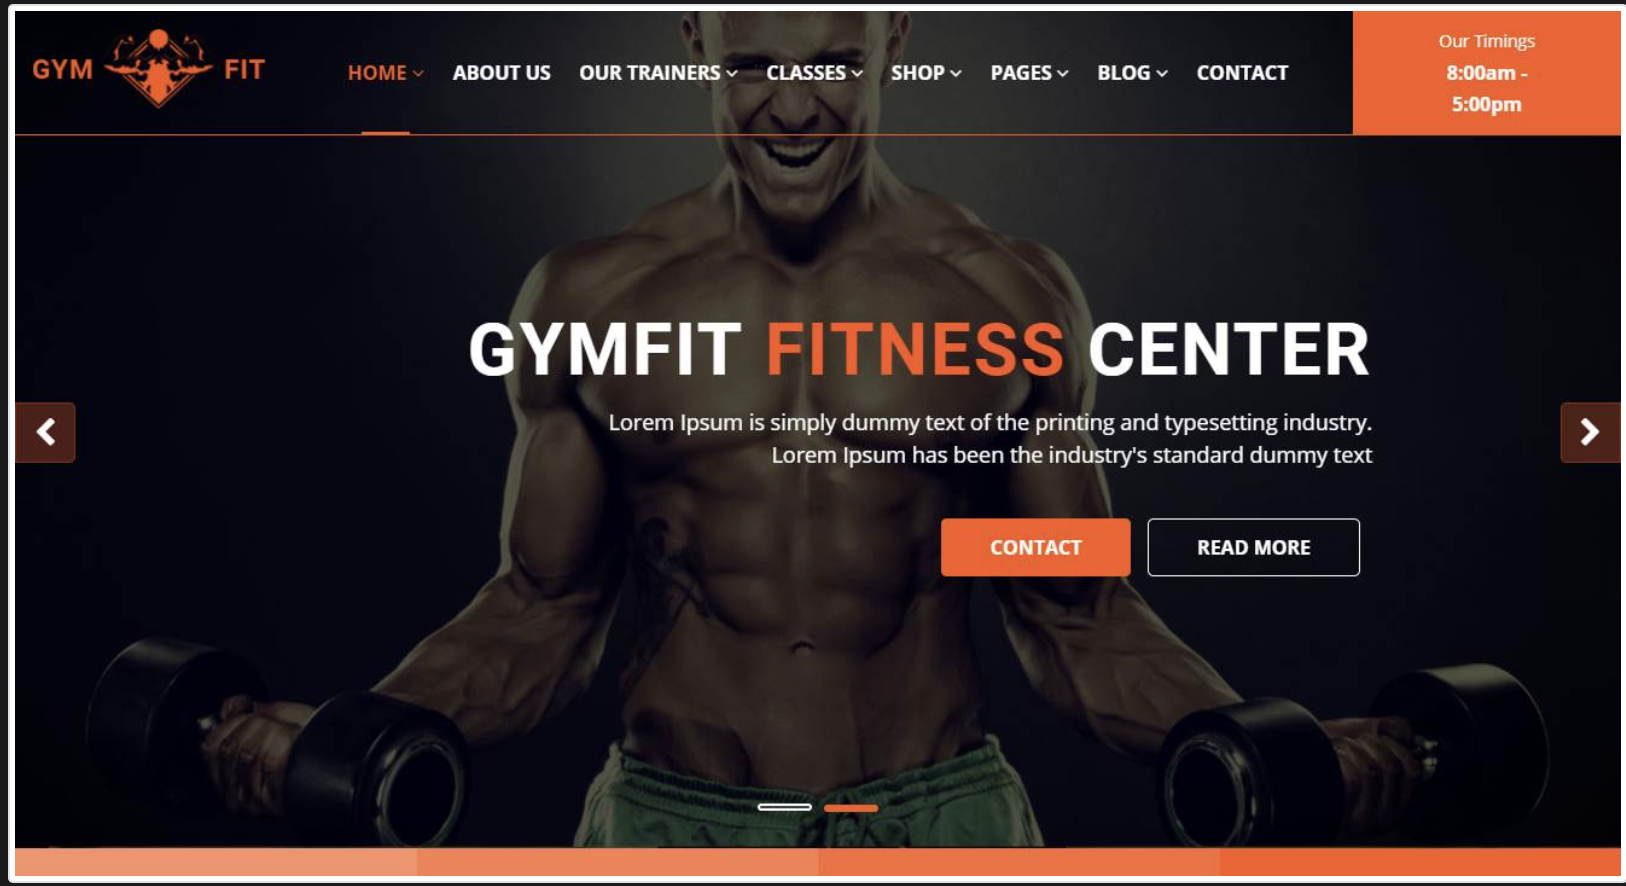 GYM FIT
HOME ABOUT US OUR TRAINERS CLASSES SHOP PAGES BLOG CONTACT
Our Timings
8:00am -
5:00pm
GYMFIT FITNESS CENTER
Lorem Ipsum is simply dummy text of the printing and typesetting industry.
Lorem Ipsum has been the industry's standard dummy text
CONTACT READ MORE